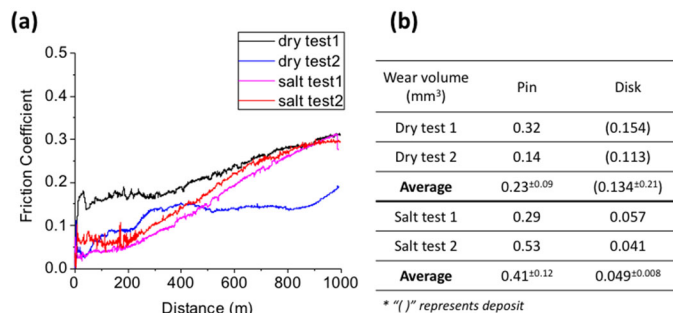 (a)
dry test1
dry test2
salt test1
salt test2
Friction Coefficient
0.5
0.4
0.3
0.2
0.1
0.0
0 200 400 600 800 1000
Distance (m)
(b)
Wear volume (mm³) Pin Disk
Dry test 1 0.32 (0.154)
Dry test 2 0.14 (0.113)
Average 0.23±0.09 (0.134±0.21)
Salt test 1 0.29 0.057
Salt test 2 0.53 0.041
Average 0.41±0.12 0.049±0.008
* "( )" represents deposit